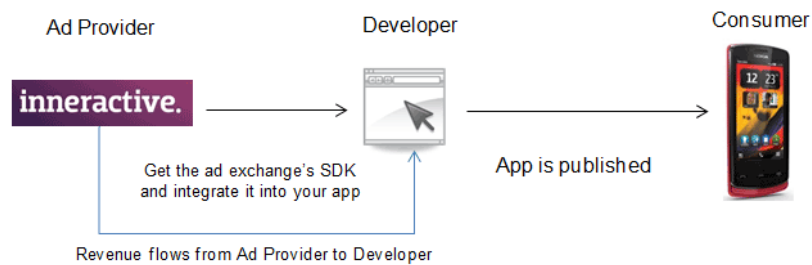 Ad Provider
Developer
Consumer
inneractive.
NOKIA
12 23
Get the ad exchange's SDK
and integrate it into your app
App is published
Revenue flows from Ad Provider to Developer